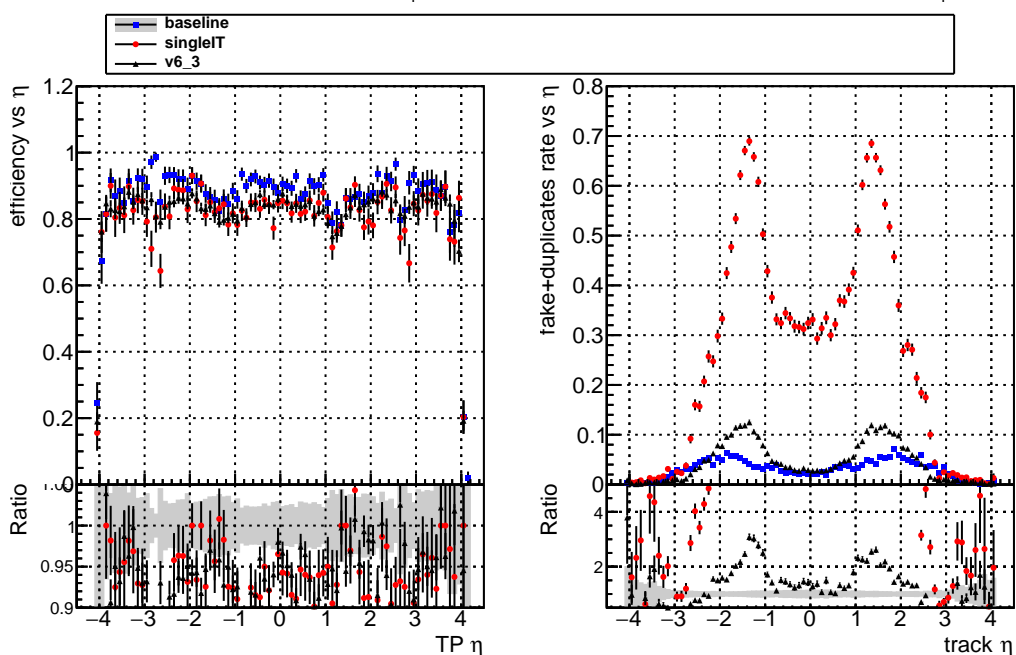 baseline
singleIT
v6_3
efficiency vs η
1.2
1
0.8
0.6
0.4
0.2
0
fake+duplicates rate vs η
0.8
0.7
0.6
0.5
0.4
0.3
0.2
0.1
0
Ratio
1
0.95
0.9
−4 −3 −2 −1 0 1 2 3 4
TP η
Ratio
4
2
−4 −3 −2 −1 0 1 2 3 4
track η